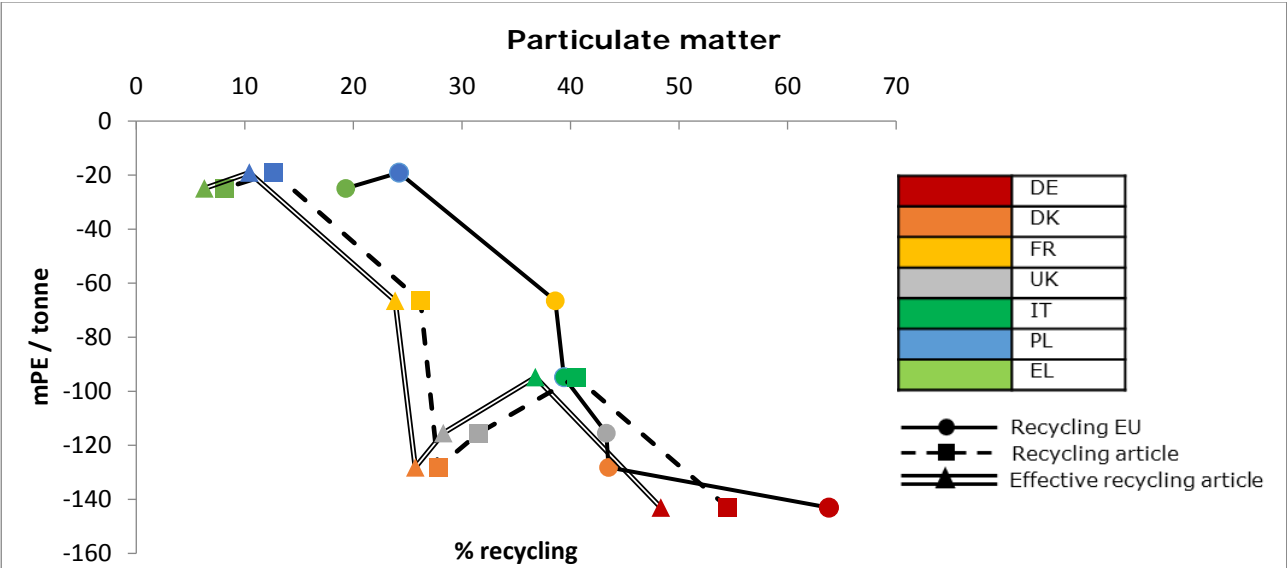 Particulate matter
0 10 20 30 40 50 60 70
0
-20
-40
-60
-80
-100
-120
-140
-160
mPE / tonne
% recycling
DE
DK
FR
UK
IT
PL
EL
Recycling EU
Recycling article
Effective recycling article